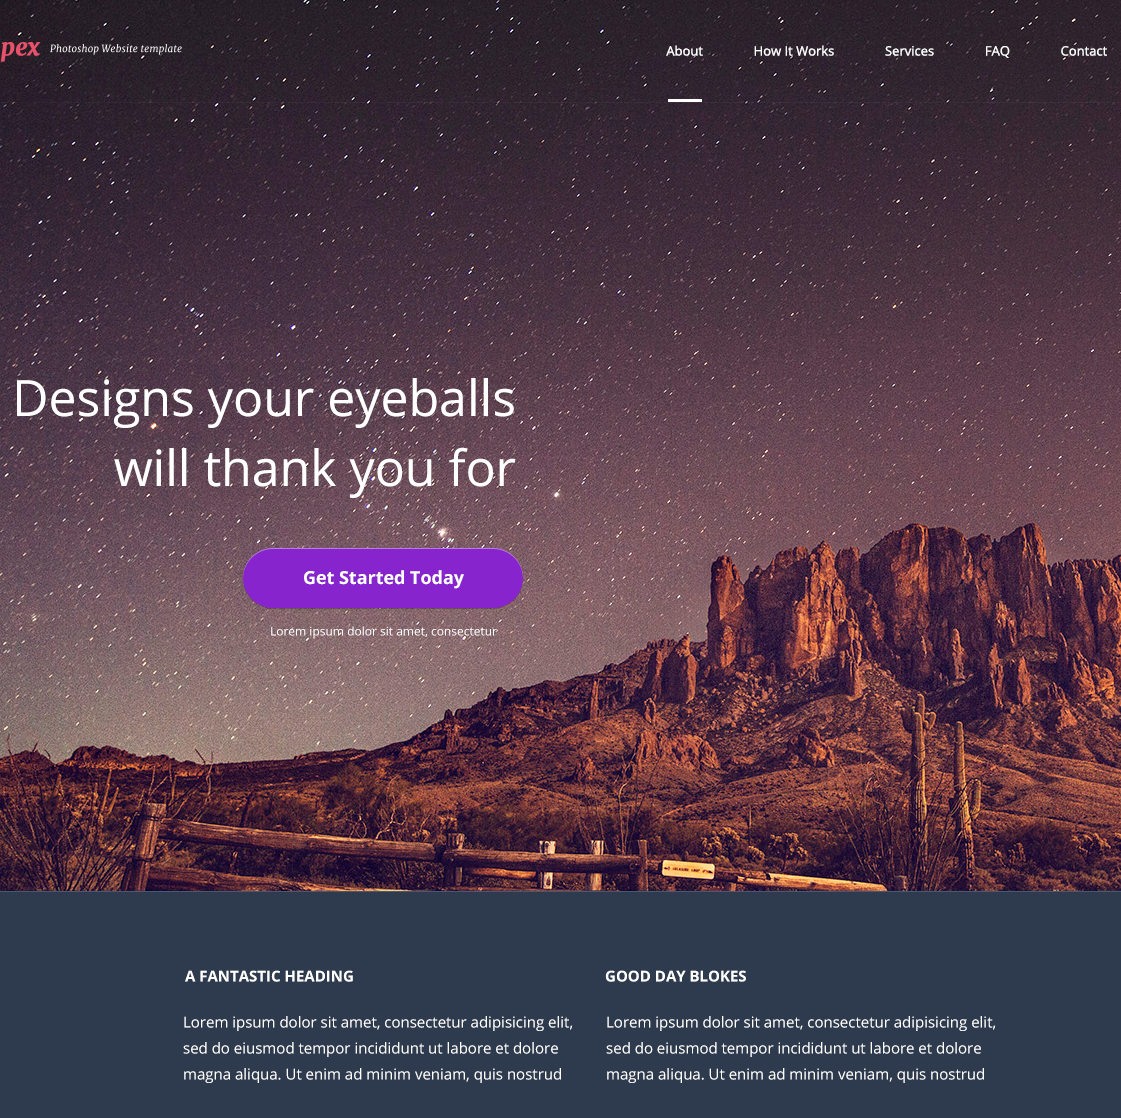 pex Photoshop Website template
About How It Works Services FAQ Contact
Designs your eyeballs
will thank you for
Get Started Today
Lorem ipsum dolor sit amet, consectetur
A FANTASTIC HEADING
Lorem ipsum dolor sit amet, consectetur adipisicing elit,
sed do eiusmod tempor incididunt ut labore et dolore
magna aliqua. Ut enim ad minim veniam, quis nostrud
GOOD DAY BLOKES
Lorem ipsum dolor sit amet, consectetur adipisicing elit,
sed do eiusmod tempor incididunt ut labore et dolore
magna aliqua. Ut enim ad minim veniam, quis nostrud